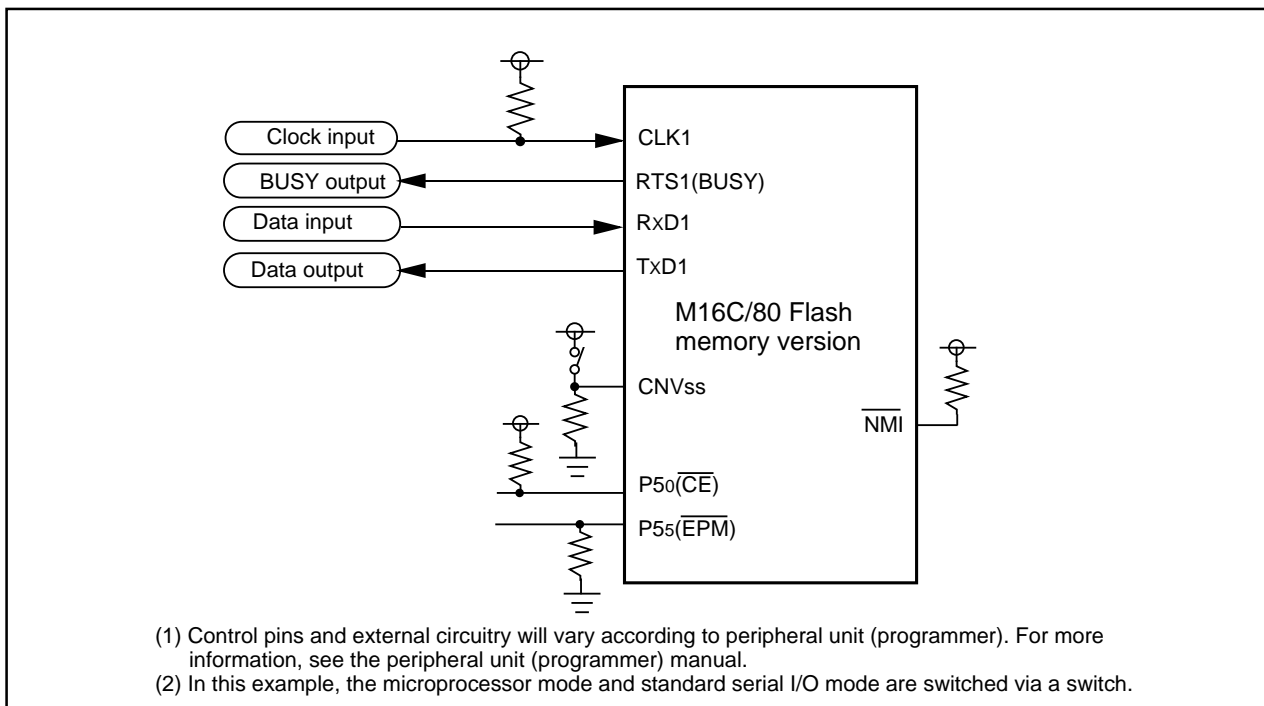 Clock input
CLK1
BUSY output
RTS1(BUSY)
Data input
RxD1
Data output
TxD1
M16C/80 Flash
memory version
CNVss
NMI
P50(CE)
P55(EPM)
(1) Control pins and external circuitry will vary according to peripheral unit (programmer). For more
information, see the peripheral unit (programmer) manual.
(2) In this example, the microprocessor mode and standard serial I/O mode are switched via a switch.